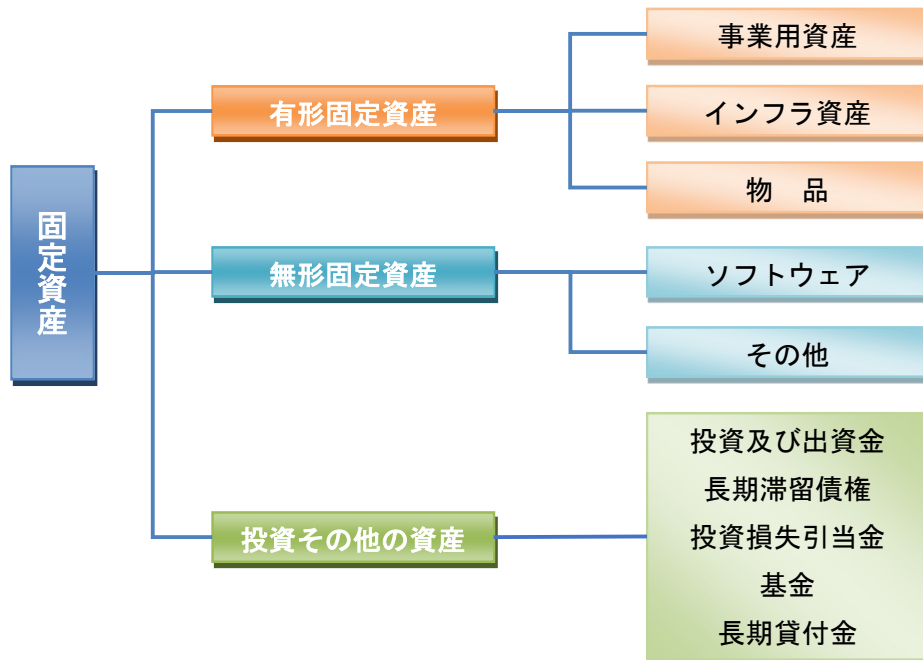 固定資産
有形固定資産
事業用資産
インフラ資産
物　品
無形固定資産
ソフトウェア
その他
投資その他の資産
投資及び出資金
長期滞留債権
投資損失引当金
基金
長期貸付金